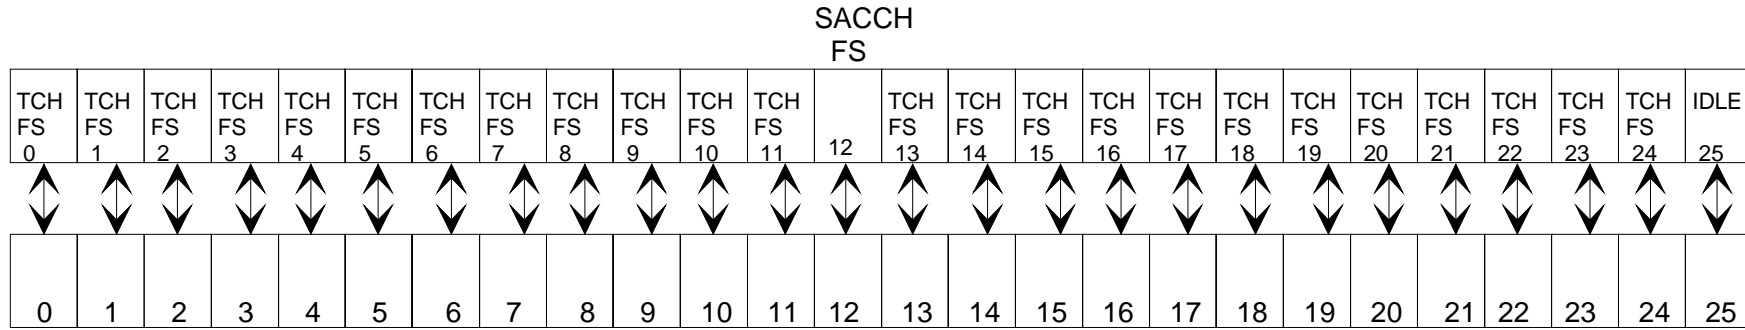 SACCH
FS
TCH TCH TCH TCH TCH TCH TCH TCH TCH TCH TCH TCH TCH TCH TCH TCH TCH TCH TCH TCH TCH TCH TCH TCH IDLE
FS FS FS FS FS FS FS FS FS FS FS FS FS FS FS FS FS FS FS FS FS FS FS FS
0 1 2 3 4 5 6 7 8 9 10 11 12 13 14 15 16 17 18 19 20 21 22 23 24 25
0 1 2 3 4 5 6 7 8 9 10 11 12 13 14 15 16 17 18 19 20 21 22 23 24 25